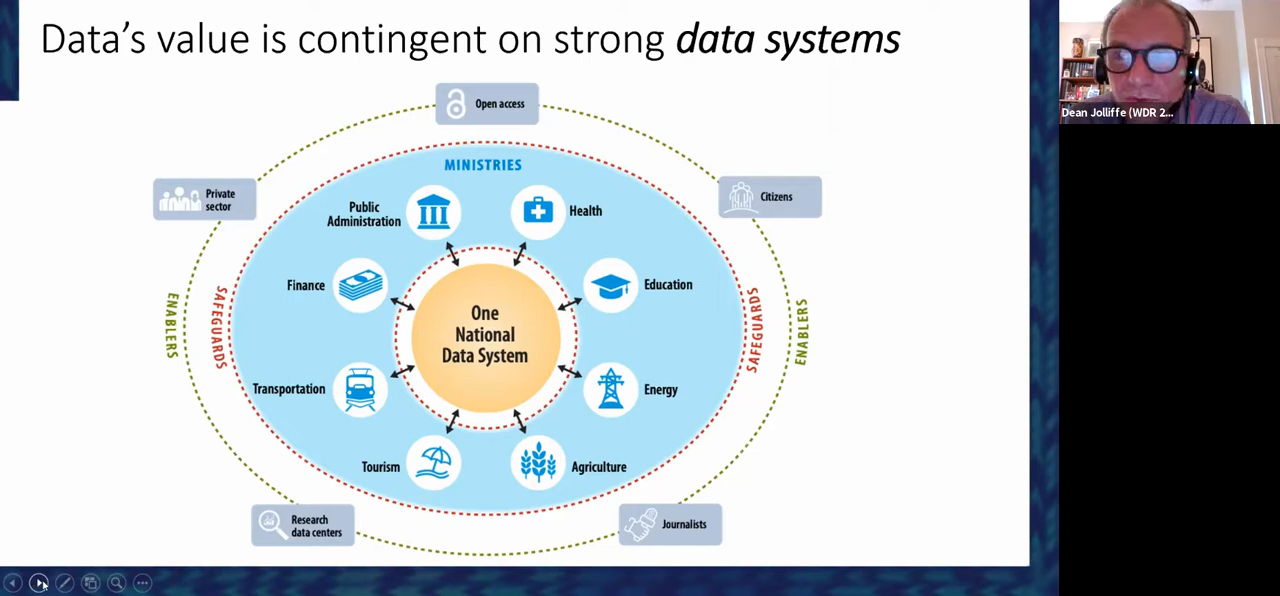 Data's value is contingent on strong data systems
Dean Jolliffe (WDR 2...
Open access
MINISTRIES
Private
sector
Citizens
Public
Administration
Health
Finance
Education
ENABLERS
SAFEGUARDS
One
National
Data System
SAFEGUARDS
ENABLERS
Transportation
Energy
Tourism
Agriculture
Research
data centers
Journalists